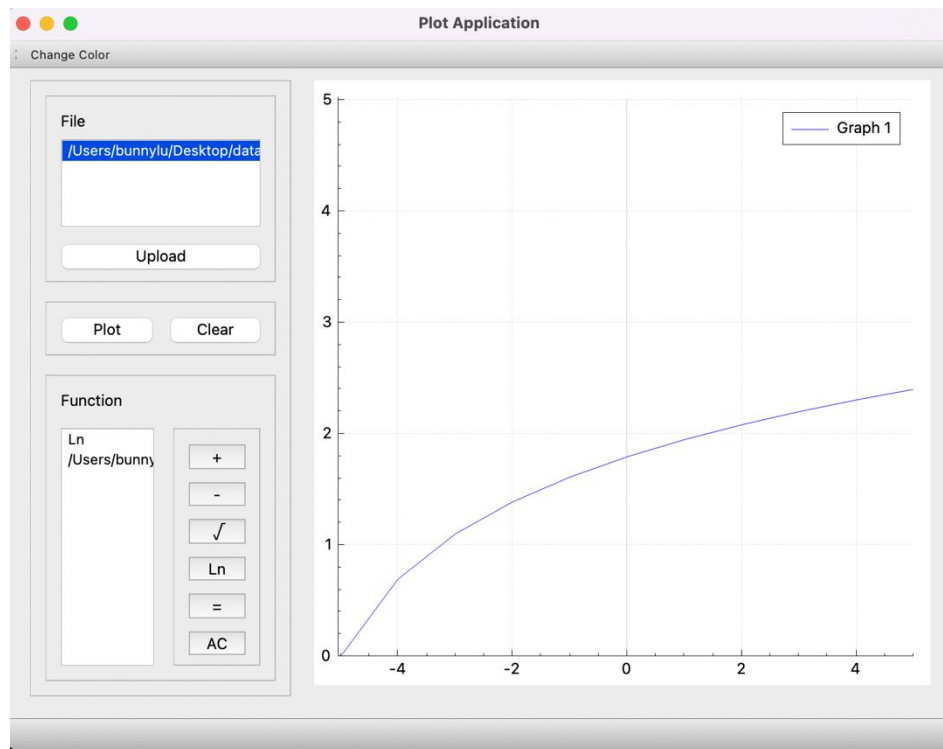 Plot Application
Change Color
File
/Users/bunnylu/Desktop/data
Upload
Plot
Clear
Function
Ln
/Users/bunny
+
-
√
Ln
=
AC
Graph 1
5
4
3
2
1
0
-4
-2
0
2
4